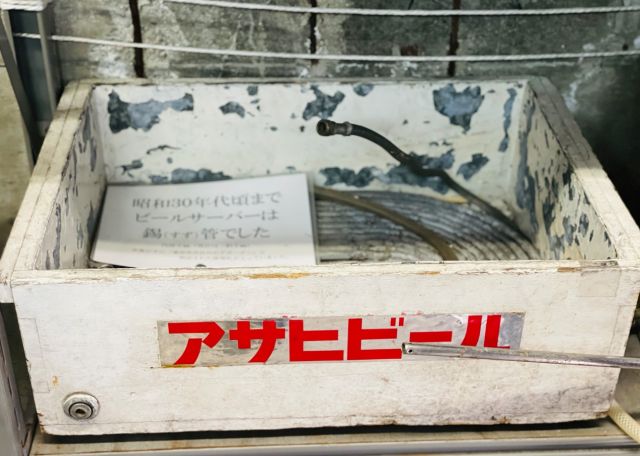 昭和30年代頃まで
ビールサーバーは
錫(すず)管でした
アサヒビール